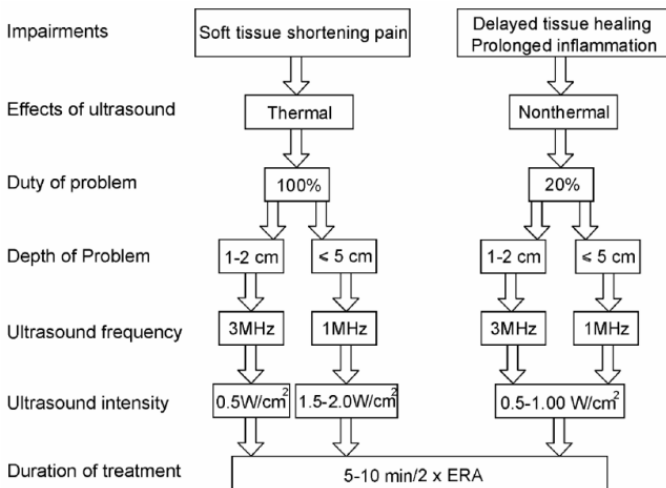 Impairments
Soft tissue shortening pain
Delayed tissue healing
Prolonged inflammation
Effects of ultrasound
Thermal
Nonthermal
Duty of problem
100%
20%
Depth of Problem
1-2 cm
⩽ 5 cm
1-2 cm
⩽ 5 cm
Ultrasound frequency
3MHz
1MHz
3MHz
1MHz
Ultrasound intensity
0.5W/cm²
1.5-2.0W/cm²
0.5-1.00 W/cm²
Duration of treatment
5-10 min/2 x ERA